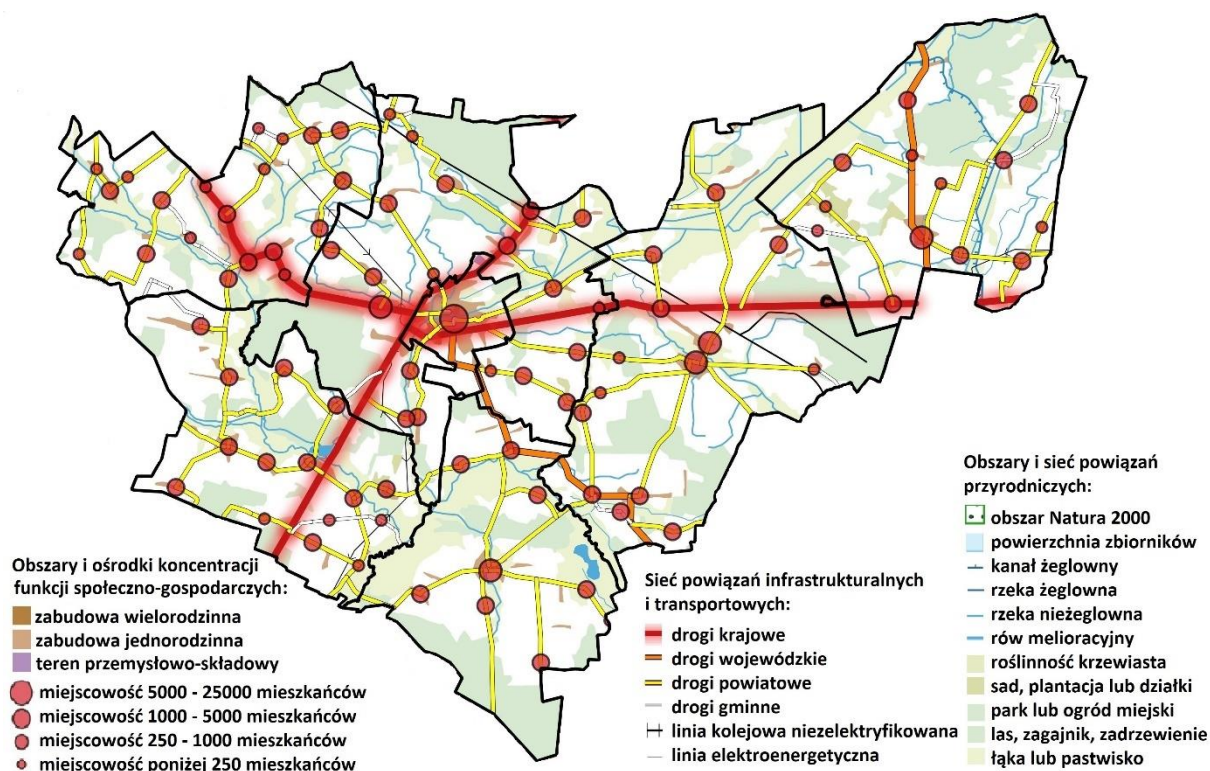 Obszary i ośrodki koncentracji
funkcji społeczno-gospodarczych:
zabudowa wielorodzinna
zabudowa jednorodzinna
teren przemysłowo-składowy
miejscowość 5000 - 25000 mieszkańców
miejscowość 1000 - 5000 mieszkańców
miejscowość 250 - 1000 mieszkańców
miejscowość poniżej 250 mieszkańców
Sieć powiązań infrastrukturalnych
i transportowych:
drogi krajowe
drogi wojewódzkie
drogi powiatowe
drogi gminne
linia kolejowa niezelektryfikowana
linia elektroenergetyczna
Obszary i sieć powiązań
przyrodniczych:
obszar Natura 2000
powierzchnia zbiorników
kanał żeglowny
rzeka żeglowna
rzeka nieżeglowna
rów melioracyjny
roślinność krzewiasta
sad, plantacja lub działki
park lub ogród miejski
las, zagajnik, zadrzewienie
łąka lub pastwisko